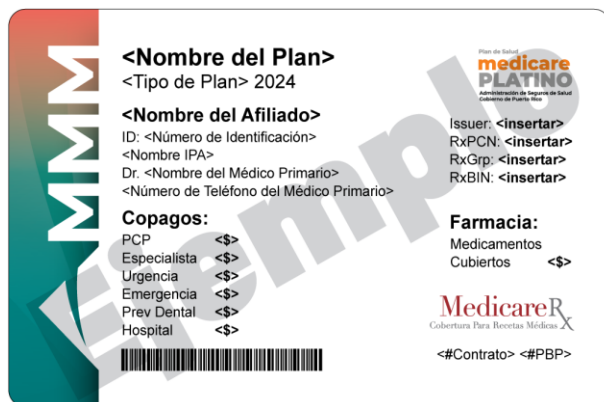 MMM
<Nombre del Plan>
<Tipo de Plan> 2024
<Nombre del Afiliado>
ID: <Número de Identificación>
<Nombre IPA>
Dr. <Nombre del Médico Primario>
<Número de Teléfono del Médico Primario>
Copagos:
PCP <$>
Especialista <$>
Urgencia <$>
Emergencia <$>
Prev Dental <$>
Hospital <$>
Plan de Salud
medicare
PLATINO
Administración de Seguros de Salud
Gobierno de Puerto Rico
Issuer: <insertar>
RxPCN: <insertar>
RxGrp: <insertar>
RxBIN: <insertar>
Farmacia:
Medicamentos
Cubiertos <$>
MedicareRx
Cobertura Para Recetas Médicas
<#Contrato> <#PBP>
Ejemplo